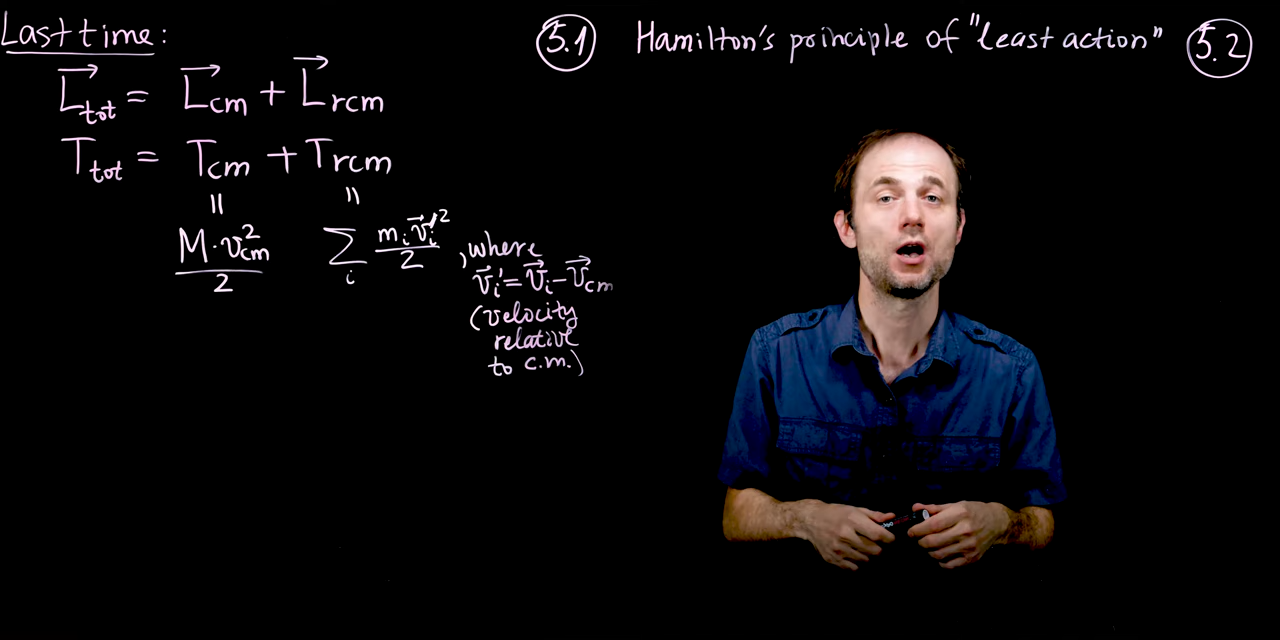 Last time:
L⃗tot = L⃗cm + L⃗rcm
Ttot = Tcm + Trcm
= =
M·v²cm / 2 ∑i mi v⃗i'² / 2 , where
v⃗i' = v⃗i − v⃗cm
(velocity
relative
to c.m.)
5.1
Hamilton's principle of "least action" 5.2